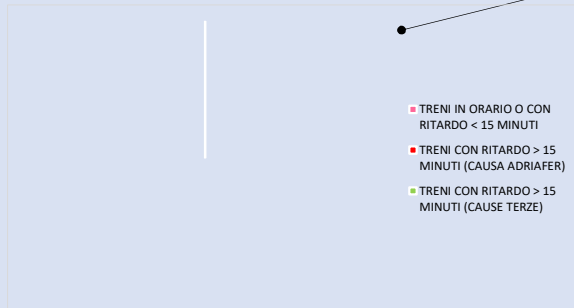 TRENI IN ORARIO O CON
RITARDO < 15 MINUTI
TRENI CON RITARDO > 15
MINUTI (CAUSA ADRIAFER)
TRENI CON RITARDO > 15
MINUTI (CAUSE TERZE)